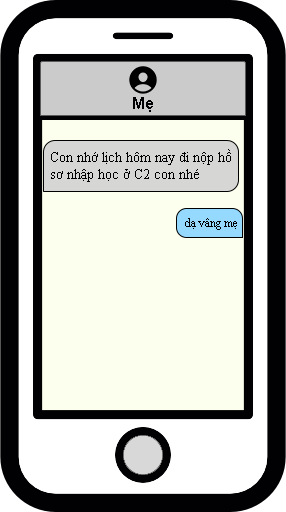 Mẹ
Con nhớ lịch hôm nay đi nộp hồ
sơ nhập học ở C2 con nhé
dạ vâng mẹ